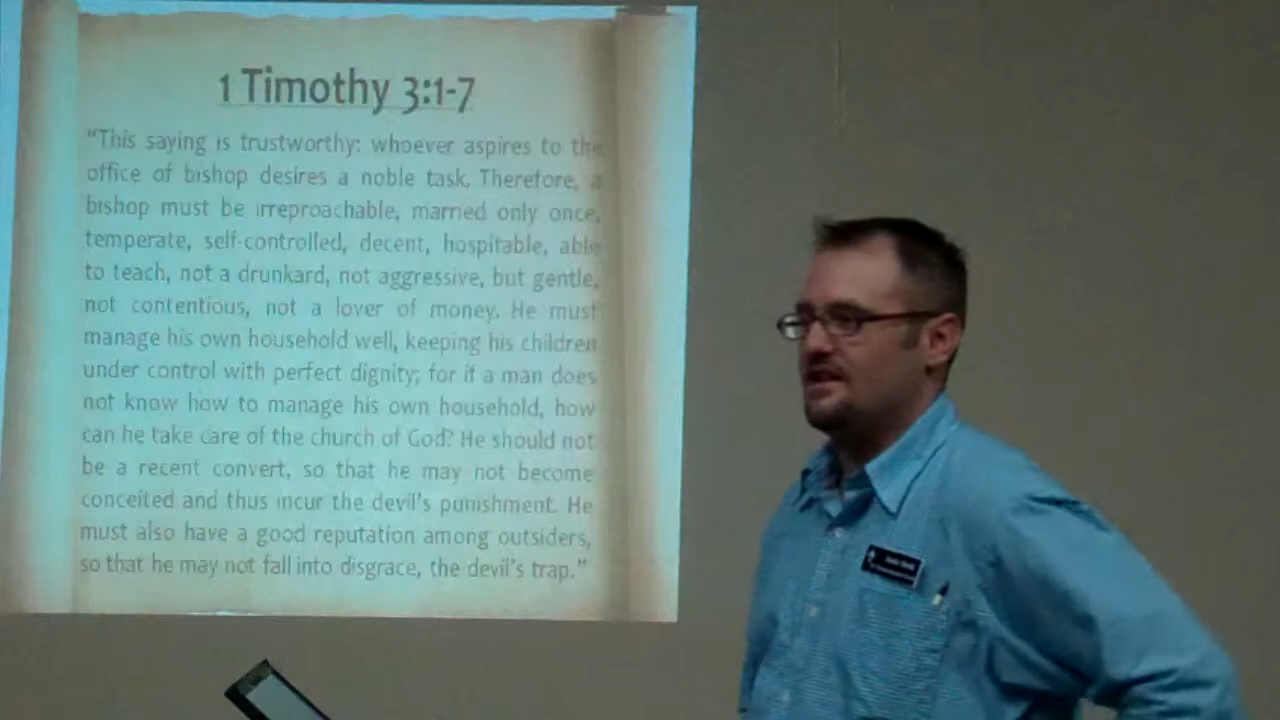 1 Timothy 3:1-7
“This saying is trustworthy: whoever aspires to the
office of bishop desires a noble task. Therefore, a
bishop must be irreproachable, married only once,
temperate, self-controlled, decent, hospitable, able
to teach, not a drunkard, not aggressive, but gentle,
not contentious, not a lover of money. He must
manage his own household well, keeping his children
under control with perfect dignity; for if a man does
not know how to manage his own household, how
can he take care of the church of God? He should not
be a recent convert, so that he may not become
conceited and thus incur the devil's punishment. He
must also have a good reputation among outsiders,
so that he may not fall into disgrace, the devil's trap.”